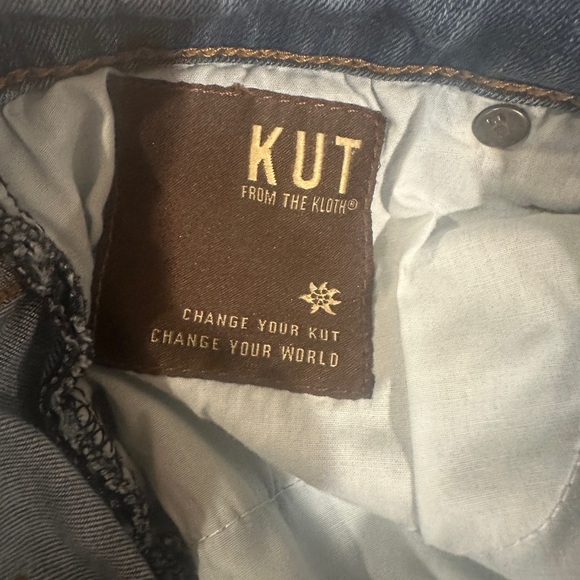 KUT
FROM THE KLOTH®
CHANGE YOUR KUT
CHANGE YOUR WORLD